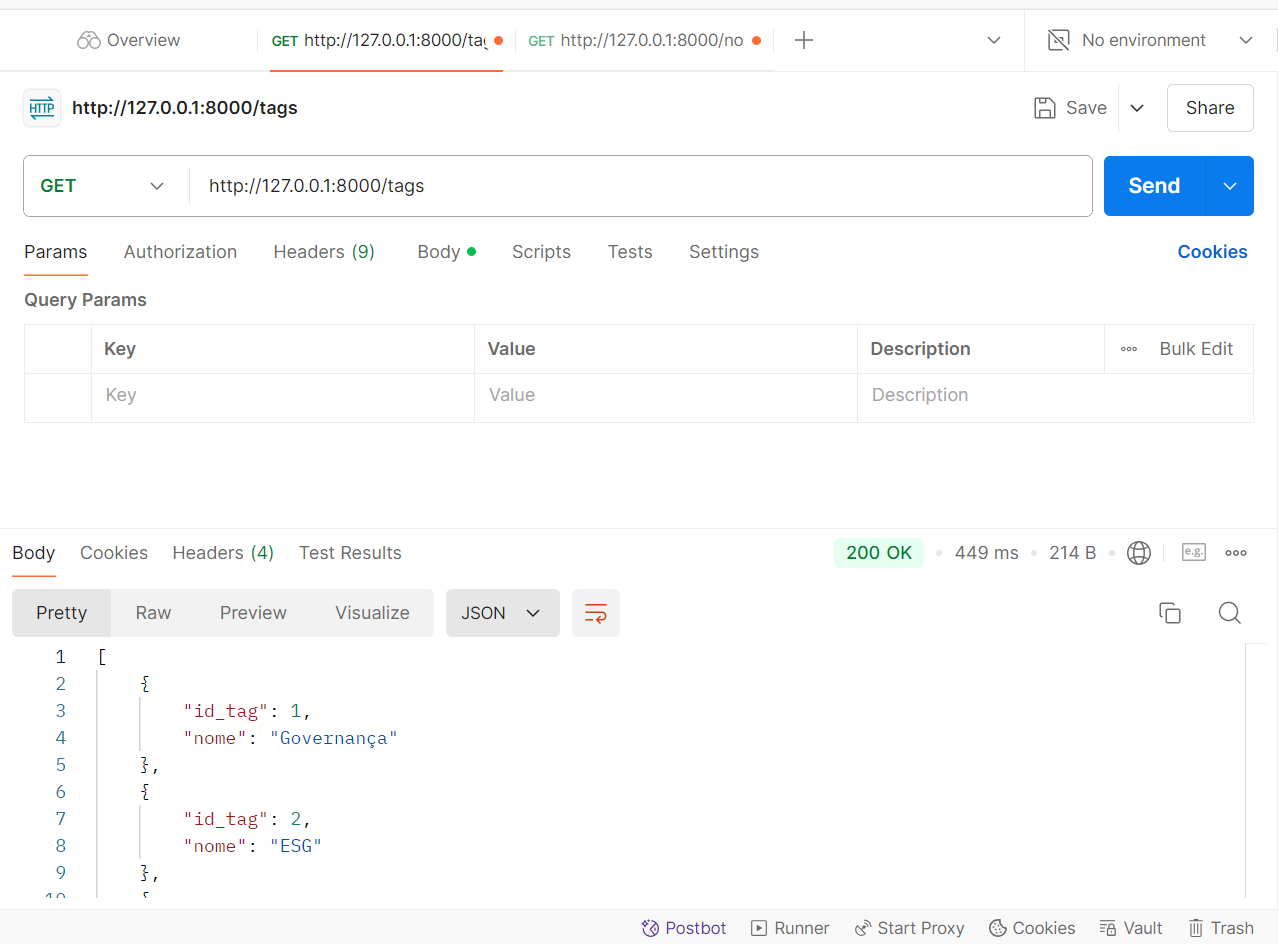 Overview GET http://127.0.0.1:8000/tag GET http://127.0.0.1:8000/no No environment
HTTP http://127.0.0.1:8000/tags Save Share
GET http://127.0.0.1:8000/tags Send
Params Authorization Headers (9) Body Scripts Tests Settings Cookies
Query Params
Key Value Description Bulk Edit
Key Value Description
Body Cookies Headers (4) Test Results 200 OK 449 ms 214 B e.g.
Pretty Raw Preview Visualize JSON
1 [
2 {
3 "id_tag": 1,
4 "nome": "Governança"
5 },
6 {
7 "id_tag": 2,
8 "nome": "ESG"
9 },
10 {
Postbot Runner Start Proxy Cookies Vault Trash